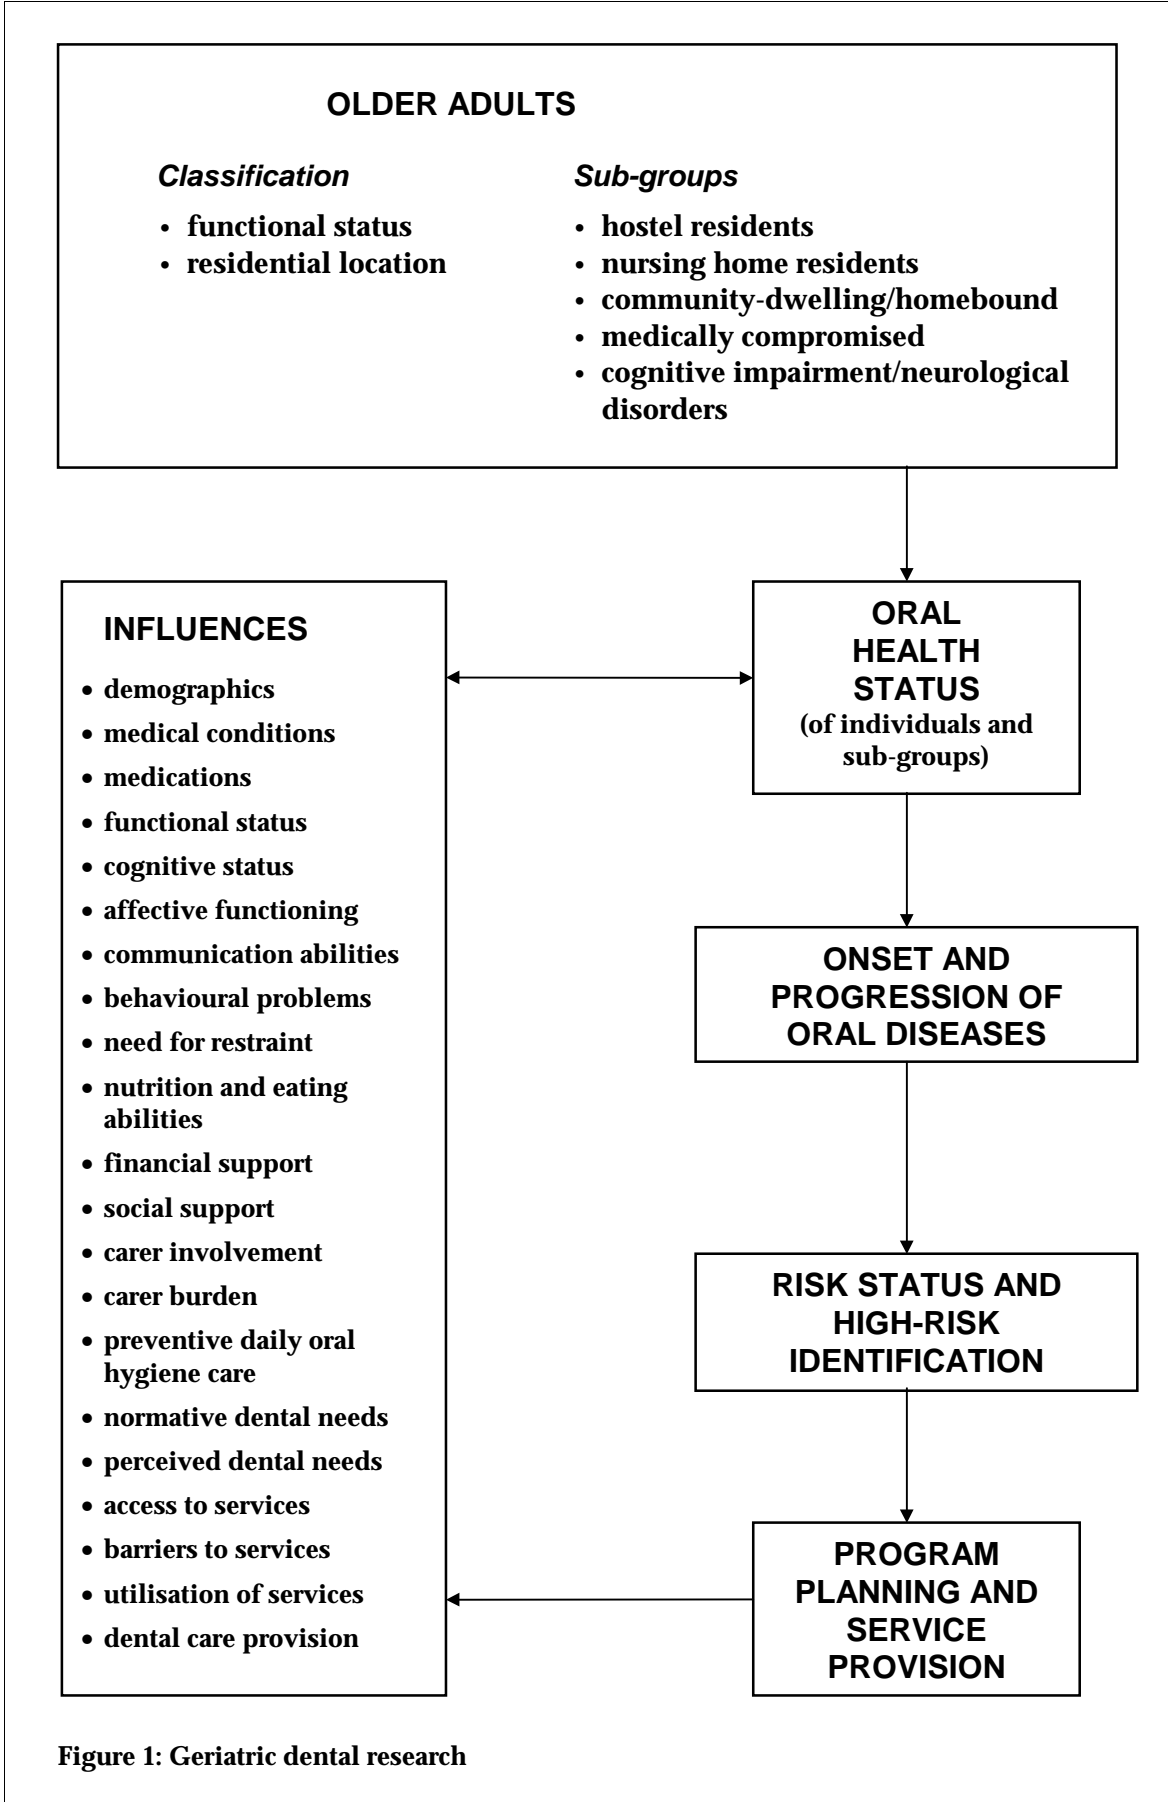 OLDER ADULTS
Classification
• functional status
• residential location
Sub-groups
• hostel residents
• nursing home residents
• community-dwelling/homebound
• medically compromised
• cognitive impairment/neurological
disorders
INFLUENCES
• demographics
• medical conditions
• medications
• functional status
• cognitive status
• affective functioning
• communication abilities
• behavioural problems
• need for restraint
• nutrition and eating
abilities
• financial support
• social support
• carer involvement
• carer burden
• preventive daily oral
hygiene care
• normative dental needs
• perceived dental needs
• access to services
• barriers to services
• utilisation of services
• dental care provision
ORAL
HEALTH
STATUS
(of individuals and
sub-groups)
ONSET AND
PROGRESSION OF
ORAL DISEASES
RISK STATUS AND
HIGH-RISK
IDENTIFICATION
PROGRAM
PLANNING AND
SERVICE
PROVISION
Figure 1: Geriatric dental research